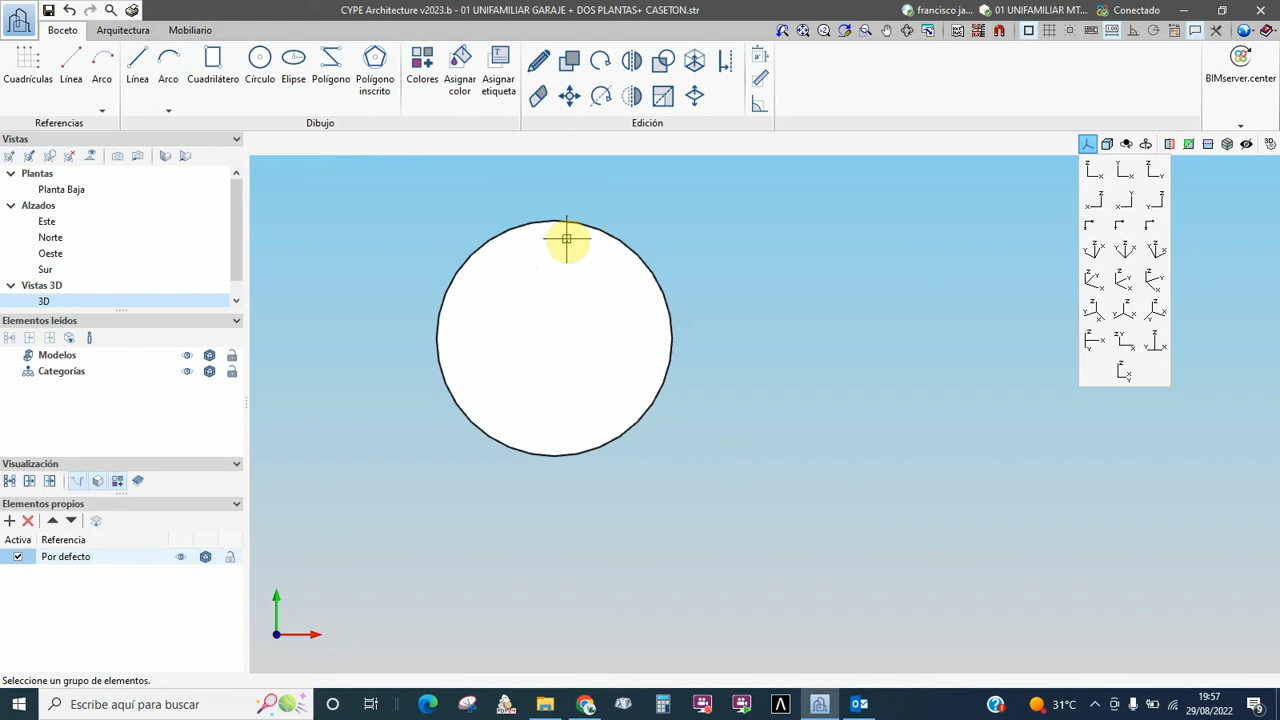 CYPE Architecture v2023.b - 01 UNIFAMILIAR GARAJE + DOS PLANTAS+ CASETON.str
francisco ja...
01 UNIFAMILIAR MT...
Conectado
Boceto
Arquitectura
Mobiliario
Cuadrículas
Línea
Arco
Línea
Arco
Cuadrilátero
Círculo
Elipse
Polígono
Polígono
inscrito
Colores
Asignar
color
Asignar
etiqueta
BIMserver.center
Referencias
Dibujo
Edición
Vistas
Plantas
Planta Baja
Alzados
Este
Norte
Oeste
Sur
Vistas 3D
3D
Elementos leídos
Modelos
Categorías
Visualización
Elementos propios
Activa
Referencia
Por defecto
Seleccione un grupo de elementos.
Escribe aquí para buscar
31°C
19:57
29/08/2022